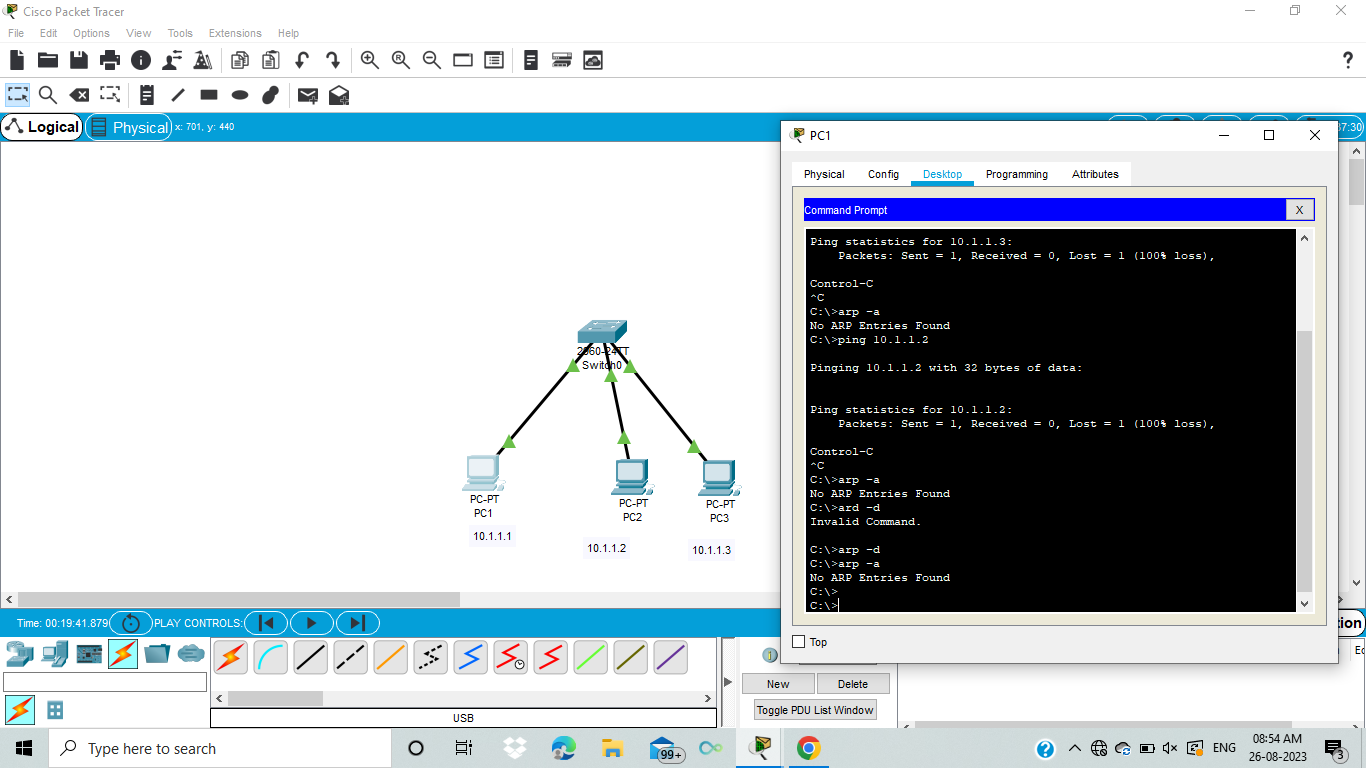 Cisco Packet Tracer
File Edit Options View Tools Extensions Help
?
Logical Physical x: 701, y: 440
37:30
PC1
Physical Config Desktop Programming Attributes
Command Prompt X
Ping statistics for 10.1.1.3:
Packets: Sent = 1, Received = 0, Lost = 1 (100% loss),
Control-C
^C
C:\>arp -a
No ARP Entries Found
C:\>ping 10.1.1.2
Pinging 10.1.1.2 with 32 bytes of data:
Ping statistics for 10.1.1.2:
Packets: Sent = 1, Received = 0, Lost = 1 (100% loss),
Control-C
^C
C:\>arp -a
No ARP Entries Found
C:\>ard -d
Invalid Command.
C:\>arp -d
C:\>arp -a
No ARP Entries Found
C:\>
C:\>
Top
2960-24TT
Switch0
PC-PT
PC1
10.1.1.1
PC-PT
PC2
10.1.1.2
PC-PT
PC3
10.1.1.3
Time: 00:19:41.879 PLAY CONTROLS:
USB
New Delete
Toggle PDU List Window
Type here to search
99+
ENG
08:54 AM
26-08-2023
3